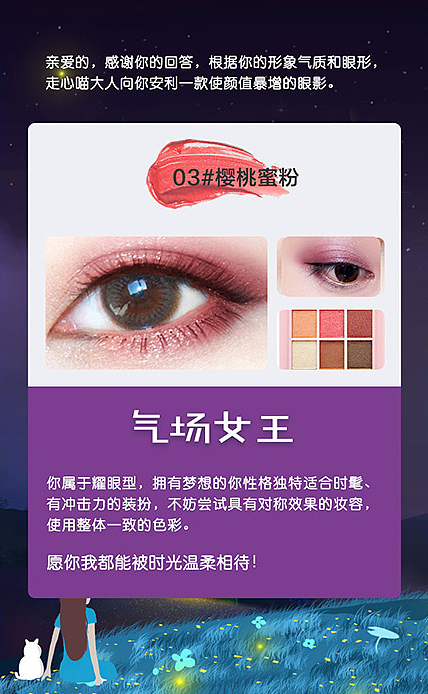 亲爱的，感谢你的回答，根据你的形象气质和眼形，
走心喵大人向你安利一款使颜值暴增的眼影。
03#樱桃蜜粉
气场女王
你属于耀眼型，拥有梦想的你性格独特适合时髦、
有冲击力的装扮，不妨尝试具有对称效果的妆容，
使用整体一致的色彩。
愿你我都能被时光温柔相待！